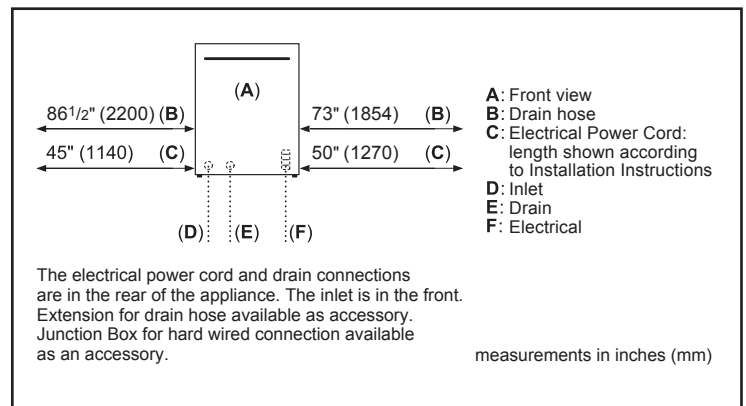 (A)
86 1/2" (2200) (B)
73" (1854) (B)
45" (1140) (C)
50" (1270) (C)
(D) (E) (F)
A: Front view
B: Drain hose
C: Electrical Power Cord:
length shown according
to Installation Instructions
D: Inlet
E: Drain
F: Electrical
The electrical power cord and drain connections
are in the rear of the appliance. The inlet is in the front.
Extension for drain hose available as accessory.
Junction Box for hard wired connection available
as an accessory.
measurements in inches (mm)